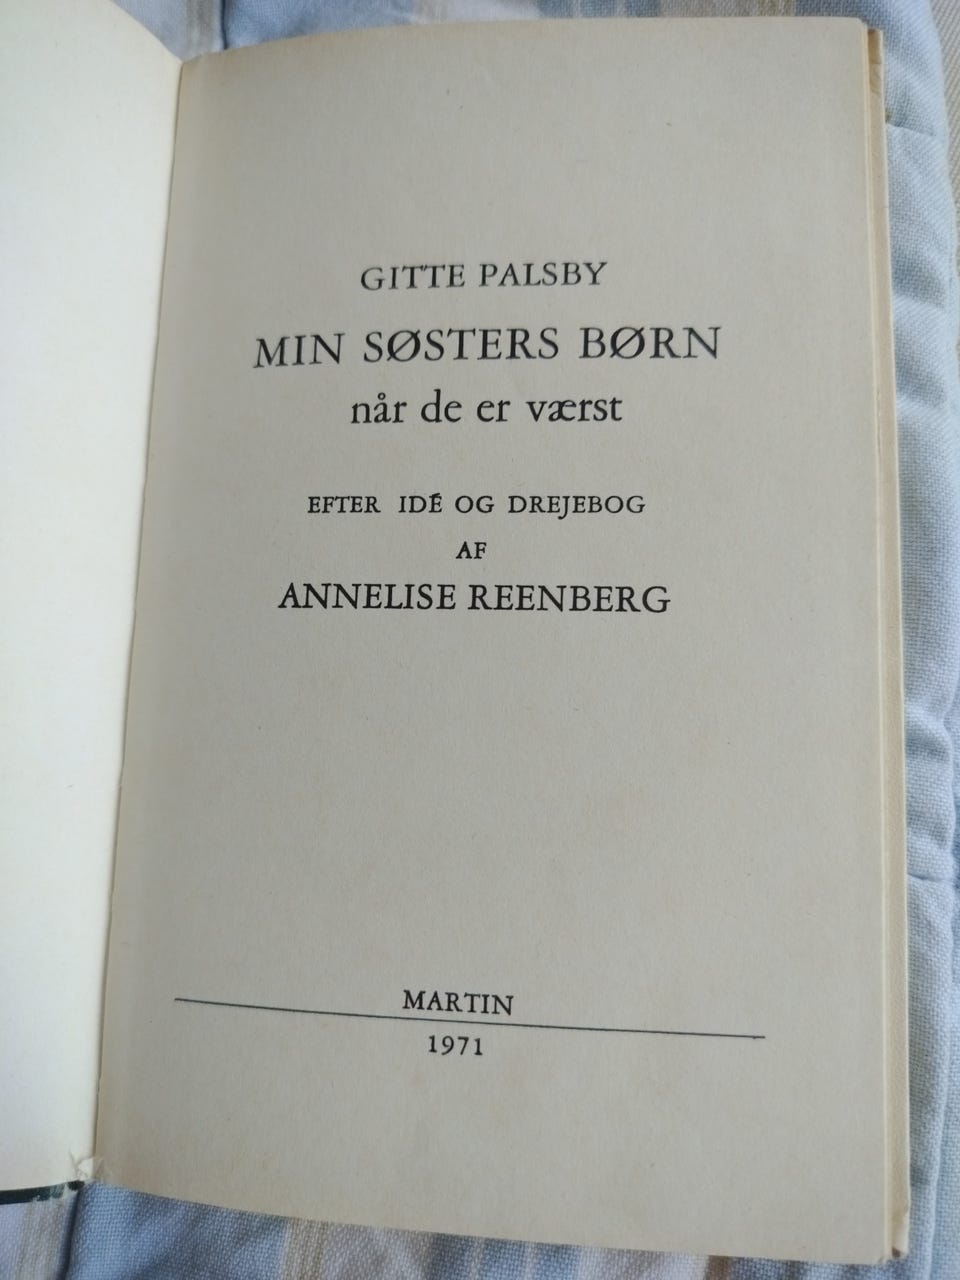 GITTE PALSBY
MIN SØSTERS BØRN
når de er værst
EFTER IDÉ OG DREJEBOG
AF
ANNELISE REENBERG
MARTIN
1971